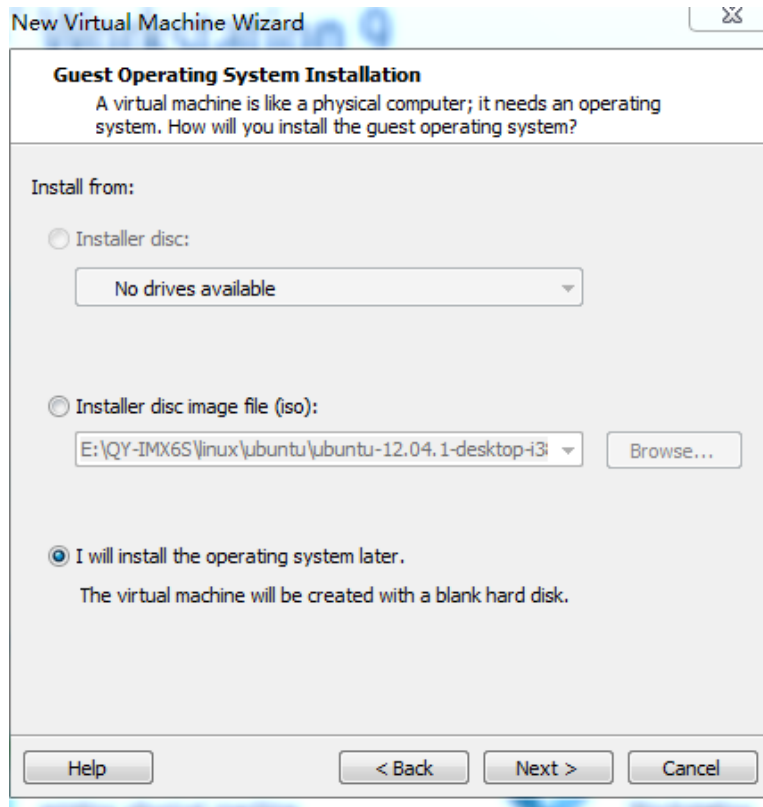 Workstation 9
New Virtual Machine Wizard
Guest Operating System Installation
A virtual machine is like a physical computer; it needs an operating
system. How will you install the guest operating system?
Install from:
Installer disc:
No drives available
Installer disc image file (iso):
E:\QY-IMX6S\linux\ubuntu\ubuntu-12.04.1-desktop-i38
Browse...
I will install the operating system later.
The virtual machine will be created with a blank hard disk.
Help
< Back
Next >
Cancel